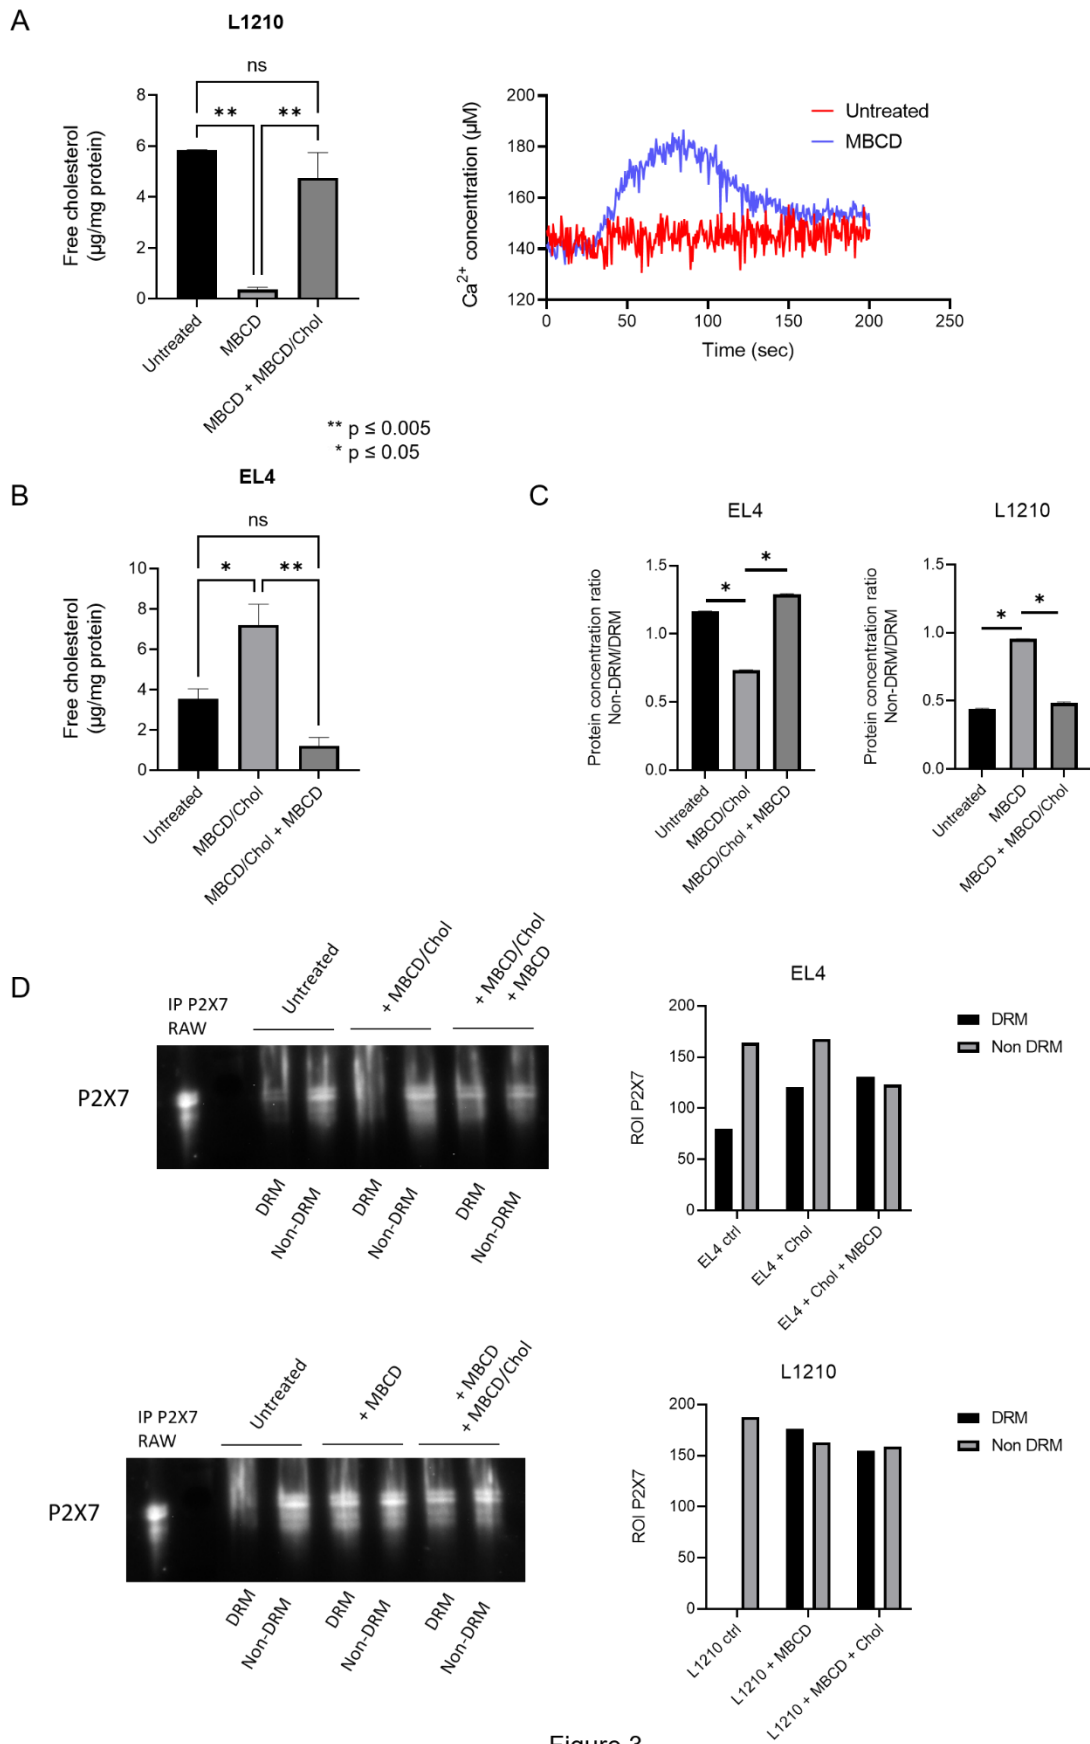 A
L1210
ns
** **
Free cholesterol
(µg/mg protein)
8
6
4
2
0
Untreated
MBCD
MBCD + MBCD/Chol
Ca2+ concentration (µM)
200
180
160
140
120
0 50 100 150 200 250
Time (sec)
Untreated
MBCD
** p ≤ 0.005
* p ≤ 0.05
B
EL4
ns
* **
Free cholesterol
(µg/mg protein)
10
8
6
4
2
0
Untreated
MBCD/Chol
MBCD/Chol + MBCD
C
EL4
Protein concentration ratio
Non-DRM/DRM
1.5
1.0
0.5
0.0
* *
Untreated
MBCD/Chol
MBCD/Chol + MBCD
L1210
Protein concentration ratio
Non-DRM/DRM
1.5
1.0
0.5
0.0
* *
Untreated
MBCD
MBCD + MBCD/Chol
D
IP P2X7
RAW
Untreated
+ MBCD/Chol
+ MBCD/Chol
+ MBCD
P2X7
DRM
Non-DRM
DRM
Non-DRM
DRM
Non-DRM
EL4
ROI P2X7
200
150
100
50
0
EL4 ctrl
EL4 + Chol
EL4 + Chol + MBCD
DRM
Non DRM
IP P2X7
RAW
Untreated
+ MBCD
+ MBCD
+ MBCD/Chol
P2X7
DRM
Non-DRM
DRM
Non-DRM
DRM
Non-DRM
L1210
ROI P2X7
200
150
100
50
0
L1210 ctrl
L1210 + MBCD
L1210 + MBCD + Chol
DRM
Non DRM
Figure 3